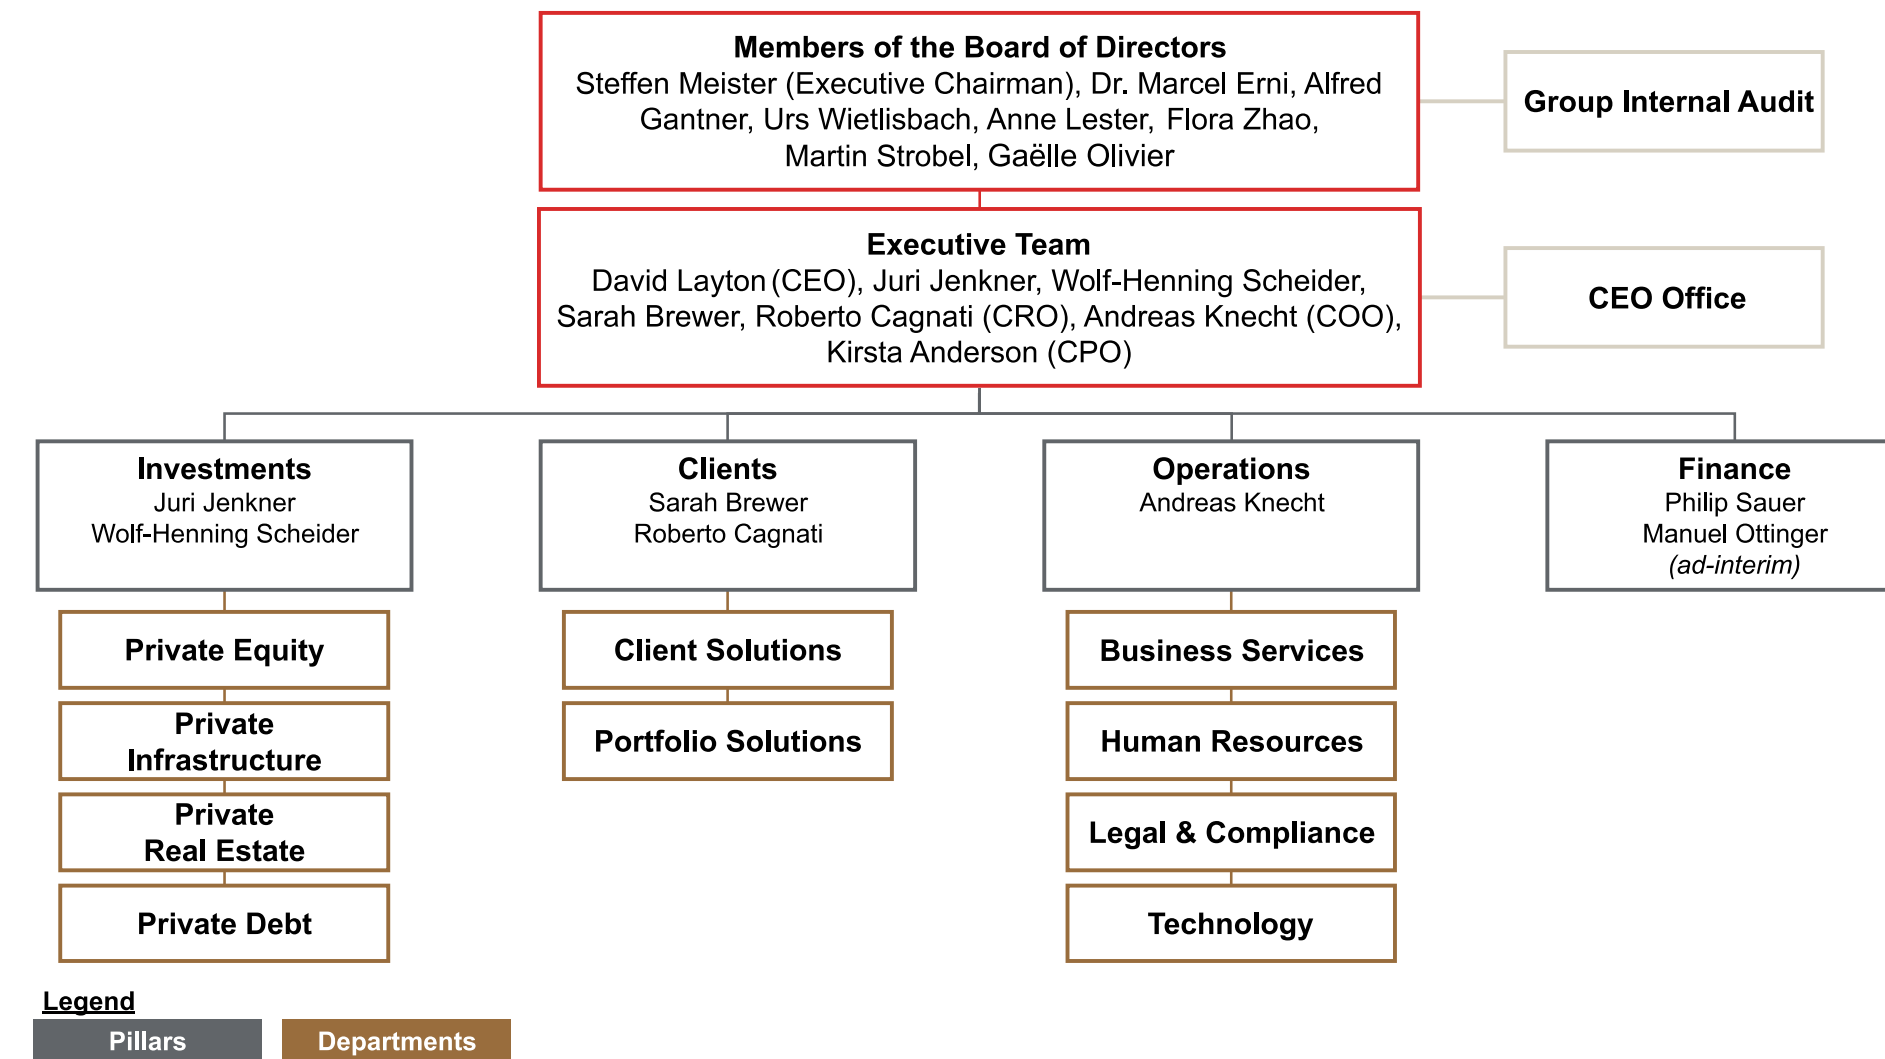 Members of the Board of Directors
Steffen Meister (Executive Chairman), Dr. Marcel Erni, Alfred
Gantner, Urs Wietlisbach, Anne Lester, Flora Zhao,
Martin Strobel, Gaëlle Olivier
Group Internal Audit
Executive Team
David Layton (CEO), Juri Jenkner, Wolf-Henning Scheider,
Sarah Brewer, Roberto Cagnati (CRO), Andreas Knecht (COO),
Kirsta Anderson (CPO)
CEO Office
Investments
Juri Jenkner
Wolf-Henning Scheider
Clients
Sarah Brewer
Roberto Cagnati
Operations
Andreas Knecht
Finance
Philip Sauer
Manuel Ottinger
(ad-interim)
Private Equity
Private
Infrastructure
Private
Real Estate
Private Debt
Client Solutions
Portfolio Solutions
Business Services
Human Resources
Legal & Compliance
Technology
Legend
Pillars
Departments